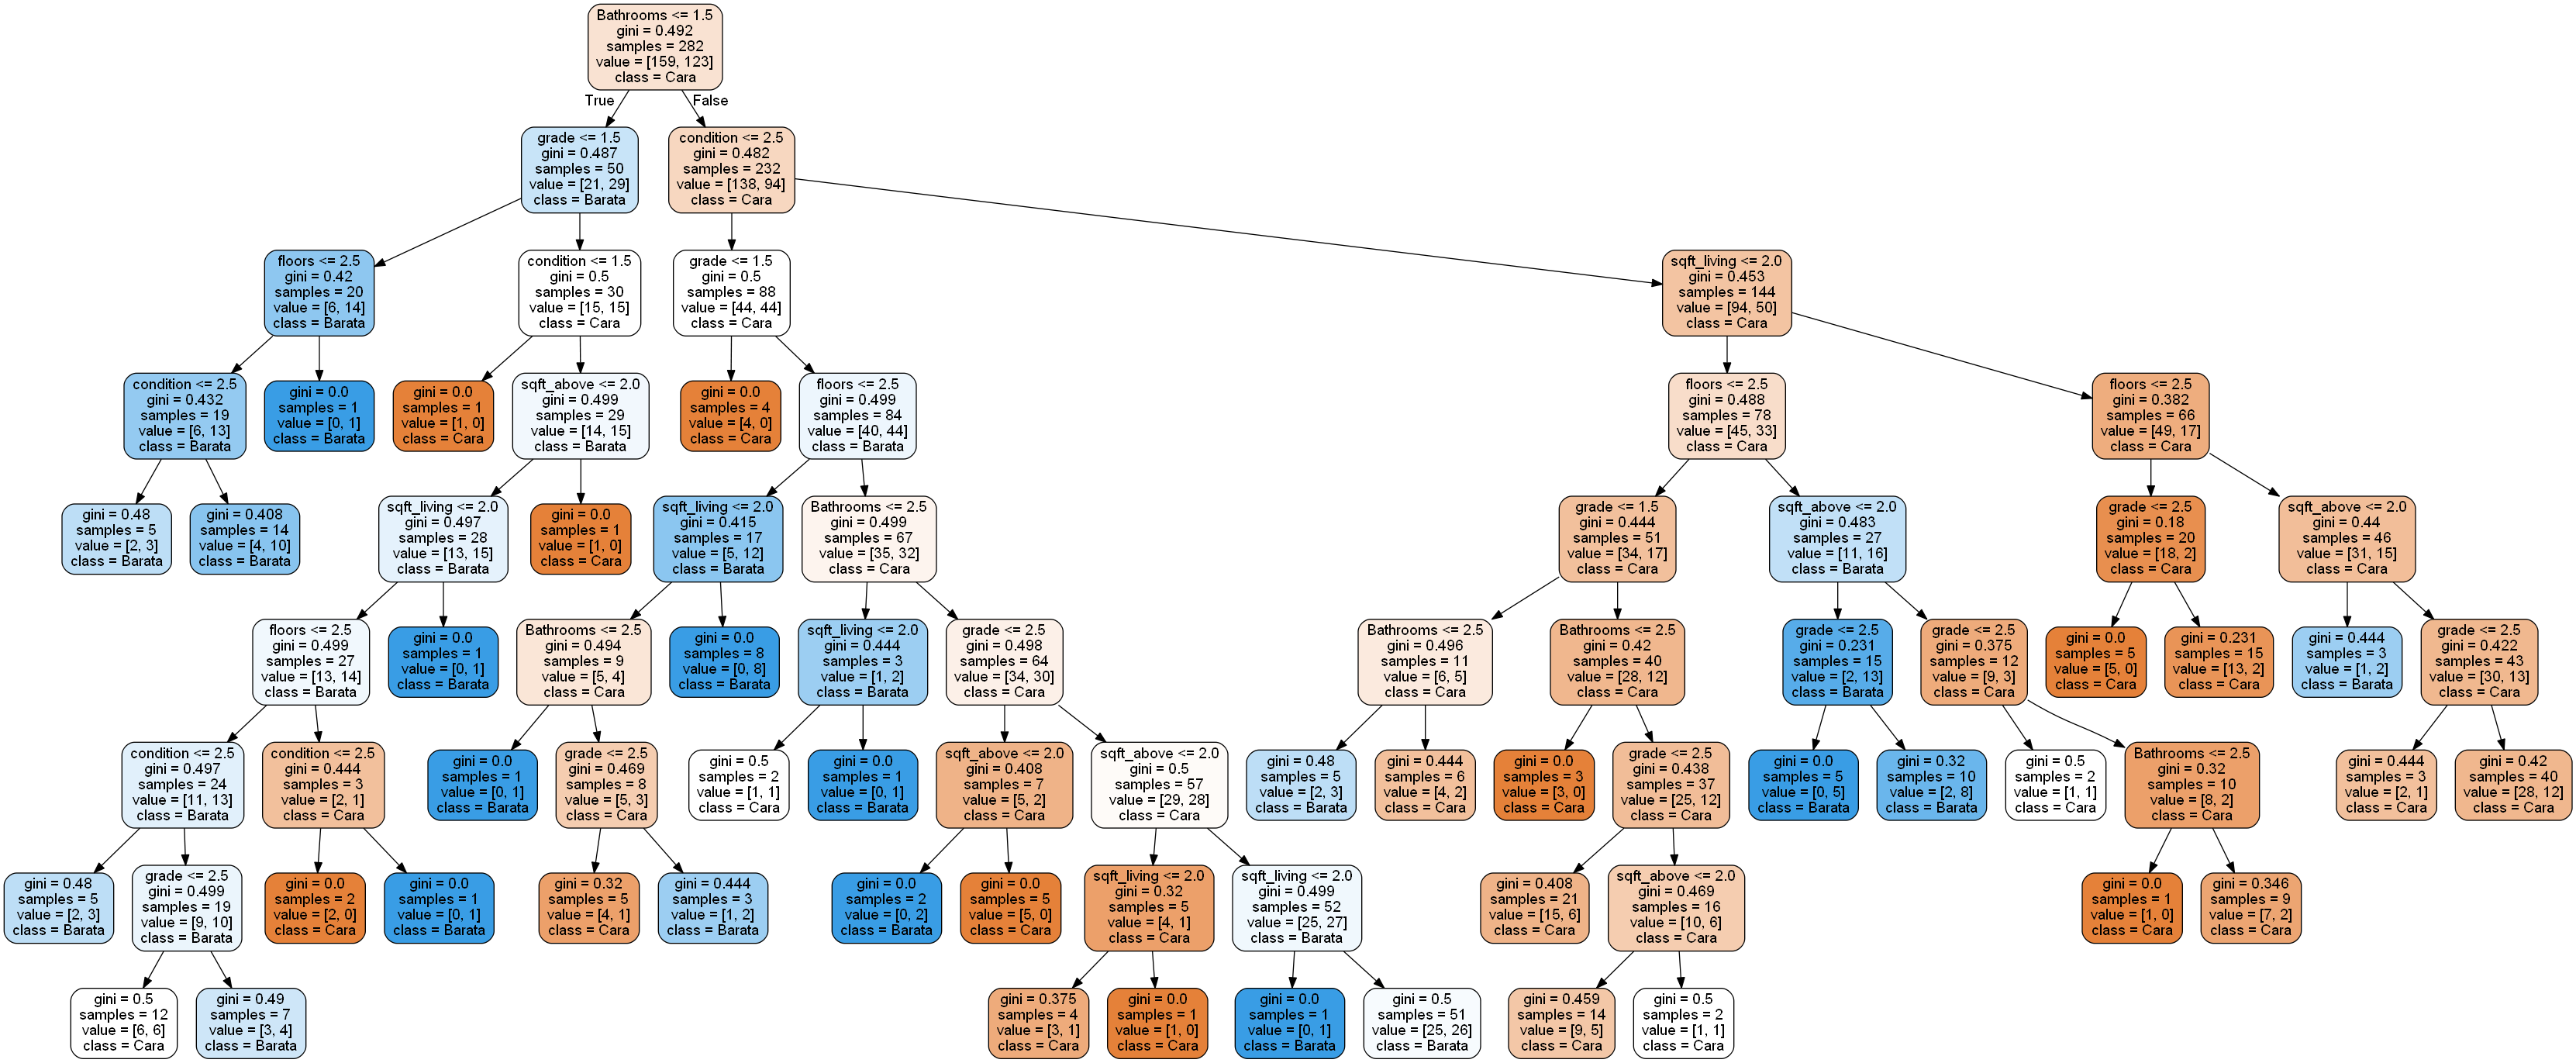 Bathrooms <= 1.5
gini = 0.492
samples = 282
value = [159, 123]
class = Cara
True
False
grade <= 1.5
gini = 0.487
samples = 50
value = [21, 29]
class = Barata
condition <= 2.5
gini = 0.482
samples = 232
value = [138, 94]
class = Cara
floors <= 2.5
gini = 0.42
samples = 20
value = [6, 14]
class = Barata
condition <= 1.5
gini = 0.5
samples = 30
value = [15, 15]
class = Cara
grade <= 1.5
gini = 0.5
samples = 88
value = [44, 44]
class = Cara
sqft_living <= 2.0
gini = 0.453
samples = 144
value = [94, 50]
class = Cara
condition <= 2.5
gini = 0.432
samples = 19
value = [6, 13]
class = Barata
gini = 0.0
samples = 1
value = [0, 1]
class = Barata
gini = 0.0
samples = 1
value = [1, 0]
class = Cara
sqft_above <= 2.0
gini = 0.499
samples = 29
value = [14, 15]
class = Barata
gini = 0.0
samples = 4
value = [4, 0]
class = Cara
floors <= 2.5
gini = 0.499
samples = 84
value = [40, 44]
class = Barata
floors <= 2.5
gini = 0.488
samples = 78
value = [45, 33]
class = Cara
floors <= 2.5
gini = 0.382
samples = 66
value = [49, 17]
class = Cara
gini = 0.48
samples = 5
value = [2, 3]
class = Barata
gini = 0.408
samples = 14
value = [4, 10]
class = Barata
sqft_living <= 2.0
gini = 0.497
samples = 28
value = [13, 15]
class = Barata
gini = 0.0
samples = 1
value = [1, 0]
class = Cara
sqft_living <= 2.0
gini = 0.415
samples = 17
value = [5, 12]
class = Barata
Bathrooms <= 2.5
gini = 0.499
samples = 67
value = [35, 32]
class = Cara
grade <= 1.5
gini = 0.444
samples = 51
value = [34, 17]
class = Cara
sqft_above <= 2.0
gini = 0.483
samples = 27
value = [11, 16]
class = Barata
grade <= 2.5
gini = 0.18
samples = 20
value = [18, 2]
class = Cara
sqft_above <= 2.0
gini = 0.44
samples = 46
value = [31, 15]
class = Cara
floors <= 2.5
gini = 0.499
samples = 27
value = [13, 14]
class = Barata
gini = 0.0
samples = 1
value = [0, 1]
class = Barata
Bathrooms <= 2.5
gini = 0.494
samples = 9
value = [5, 4]
class = Cara
gini = 0.0
samples = 8
value = [0, 8]
class = Barata
sqft_living <= 2.0
gini = 0.444
samples = 3
value = [1, 2]
class = Barata
grade <= 2.5
gini = 0.498
samples = 64
value = [34, 30]
class = Cara
Bathrooms <= 2.5
gini = 0.496
samples = 11
value = [6, 5]
class = Cara
Bathrooms <= 2.5
gini = 0.42
samples = 40
value = [28, 12]
class = Cara
grade <= 2.5
gini = 0.231
samples = 15
value = [2, 13]
class = Barata
grade <= 2.5
gini = 0.375
samples = 12
value = [9, 3]
class = Cara
gini = 0.0
samples = 5
value = [5, 0]
class = Cara
gini = 0.231
samples = 15
value = [13, 2]
class = Cara
gini = 0.444
samples = 3
value = [1, 2]
class = Barata
grade <= 2.5
gini = 0.422
samples = 43
value = [30, 13]
class = Cara
condition <= 2.5
gini = 0.497
samples = 24
value = [11, 13]
class = Barata
condition <= 2.5
gini = 0.444
samples = 3
value = [2, 1]
class = Cara
gini = 0.0
samples = 1
value = [0, 1]
class = Barata
grade <= 2.5
gini = 0.469
samples = 8
value = [5, 3]
class = Cara
gini = 0.5
samples = 2
value = [1, 1]
class = Cara
gini = 0.0
samples = 1
value = [0, 1]
class = Barata
sqft_above <= 2.0
gini = 0.408
samples = 7
value = [5, 2]
class = Cara
sqft_above <= 2.0
gini = 0.5
samples = 57
value = [29, 28]
class = Cara
gini = 0.48
samples = 5
value = [2, 3]
class = Barata
gini = 0.444
samples = 6
value = [4, 2]
class = Cara
gini = 0.0
samples = 3
value = [3, 0]
class = Cara
grade <= 2.5
gini = 0.438
samples = 37
value = [25, 12]
class = Cara
gini = 0.0
samples = 5
value = [0, 5]
class = Barata
gini = 0.32
samples = 10
value = [2, 8]
class = Barata
gini = 0.5
samples = 2
value = [1, 1]
class = Cara
Bathrooms <= 2.5
gini = 0.32
samples = 10
value = [8, 2]
class = Cara
gini = 0.444
samples = 3
value = [2, 1]
class = Cara
gini = 0.42
samples = 40
value = [28, 12]
class = Cara
gini = 0.48
samples = 5
value = [2, 3]
class = Barata
grade <= 2.5
gini = 0.499
samples = 19
value = [9, 10]
class = Barata
gini = 0.0
samples = 2
value = [2, 0]
class = Cara
gini = 0.0
samples = 1
value = [0, 1]
class = Barata
gini = 0.32
samples = 5
value = [4, 1]
class = Cara
gini = 0.444
samples = 3
value = [1, 2]
class = Barata
gini = 0.0
samples = 2
value = [0, 2]
class = Barata
gini = 0.0
samples = 5
value = [5, 0]
class = Cara
sqft_living <= 2.0
gini = 0.32
samples = 5
value = [4, 1]
class = Cara
sqft_living <= 2.0
gini = 0.499
samples = 52
value = [25, 27]
class = Barata
gini = 0.408
samples = 21
value = [15, 6]
class = Cara
sqft_above <= 2.0
gini = 0.469
samples = 16
value = [10, 6]
class = Cara
gini = 0.0
samples = 1
value = [1, 0]
class = Cara
gini = 0.346
samples = 9
value = [7, 2]
class = Cara
gini = 0.5
samples = 12
value = [6, 6]
class = Cara
gini = 0.49
samples = 7
value = [3, 4]
class = Barata
gini = 0.375
samples = 4
value = [3, 1]
class = Cara
gini = 0.0
samples = 1
value = [1, 0]
class = Cara
gini = 0.0
samples = 1
value = [0, 1]
class = Barata
gini = 0.5
samples = 51
value = [25, 26]
class = Barata
gini = 0.459
samples = 14
value = [9, 5]
class = Cara
gini = 0.5
samples = 2
value = [1, 1]
class = Cara